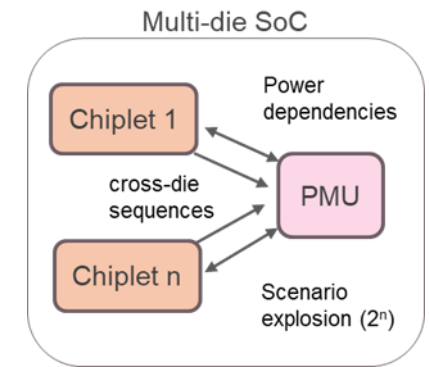 Multi-die SoC
Chiplet 1
Power
dependencies
cross-die
sequences
PMU
Chiplet n
Scenario
explosion (2ⁿ)